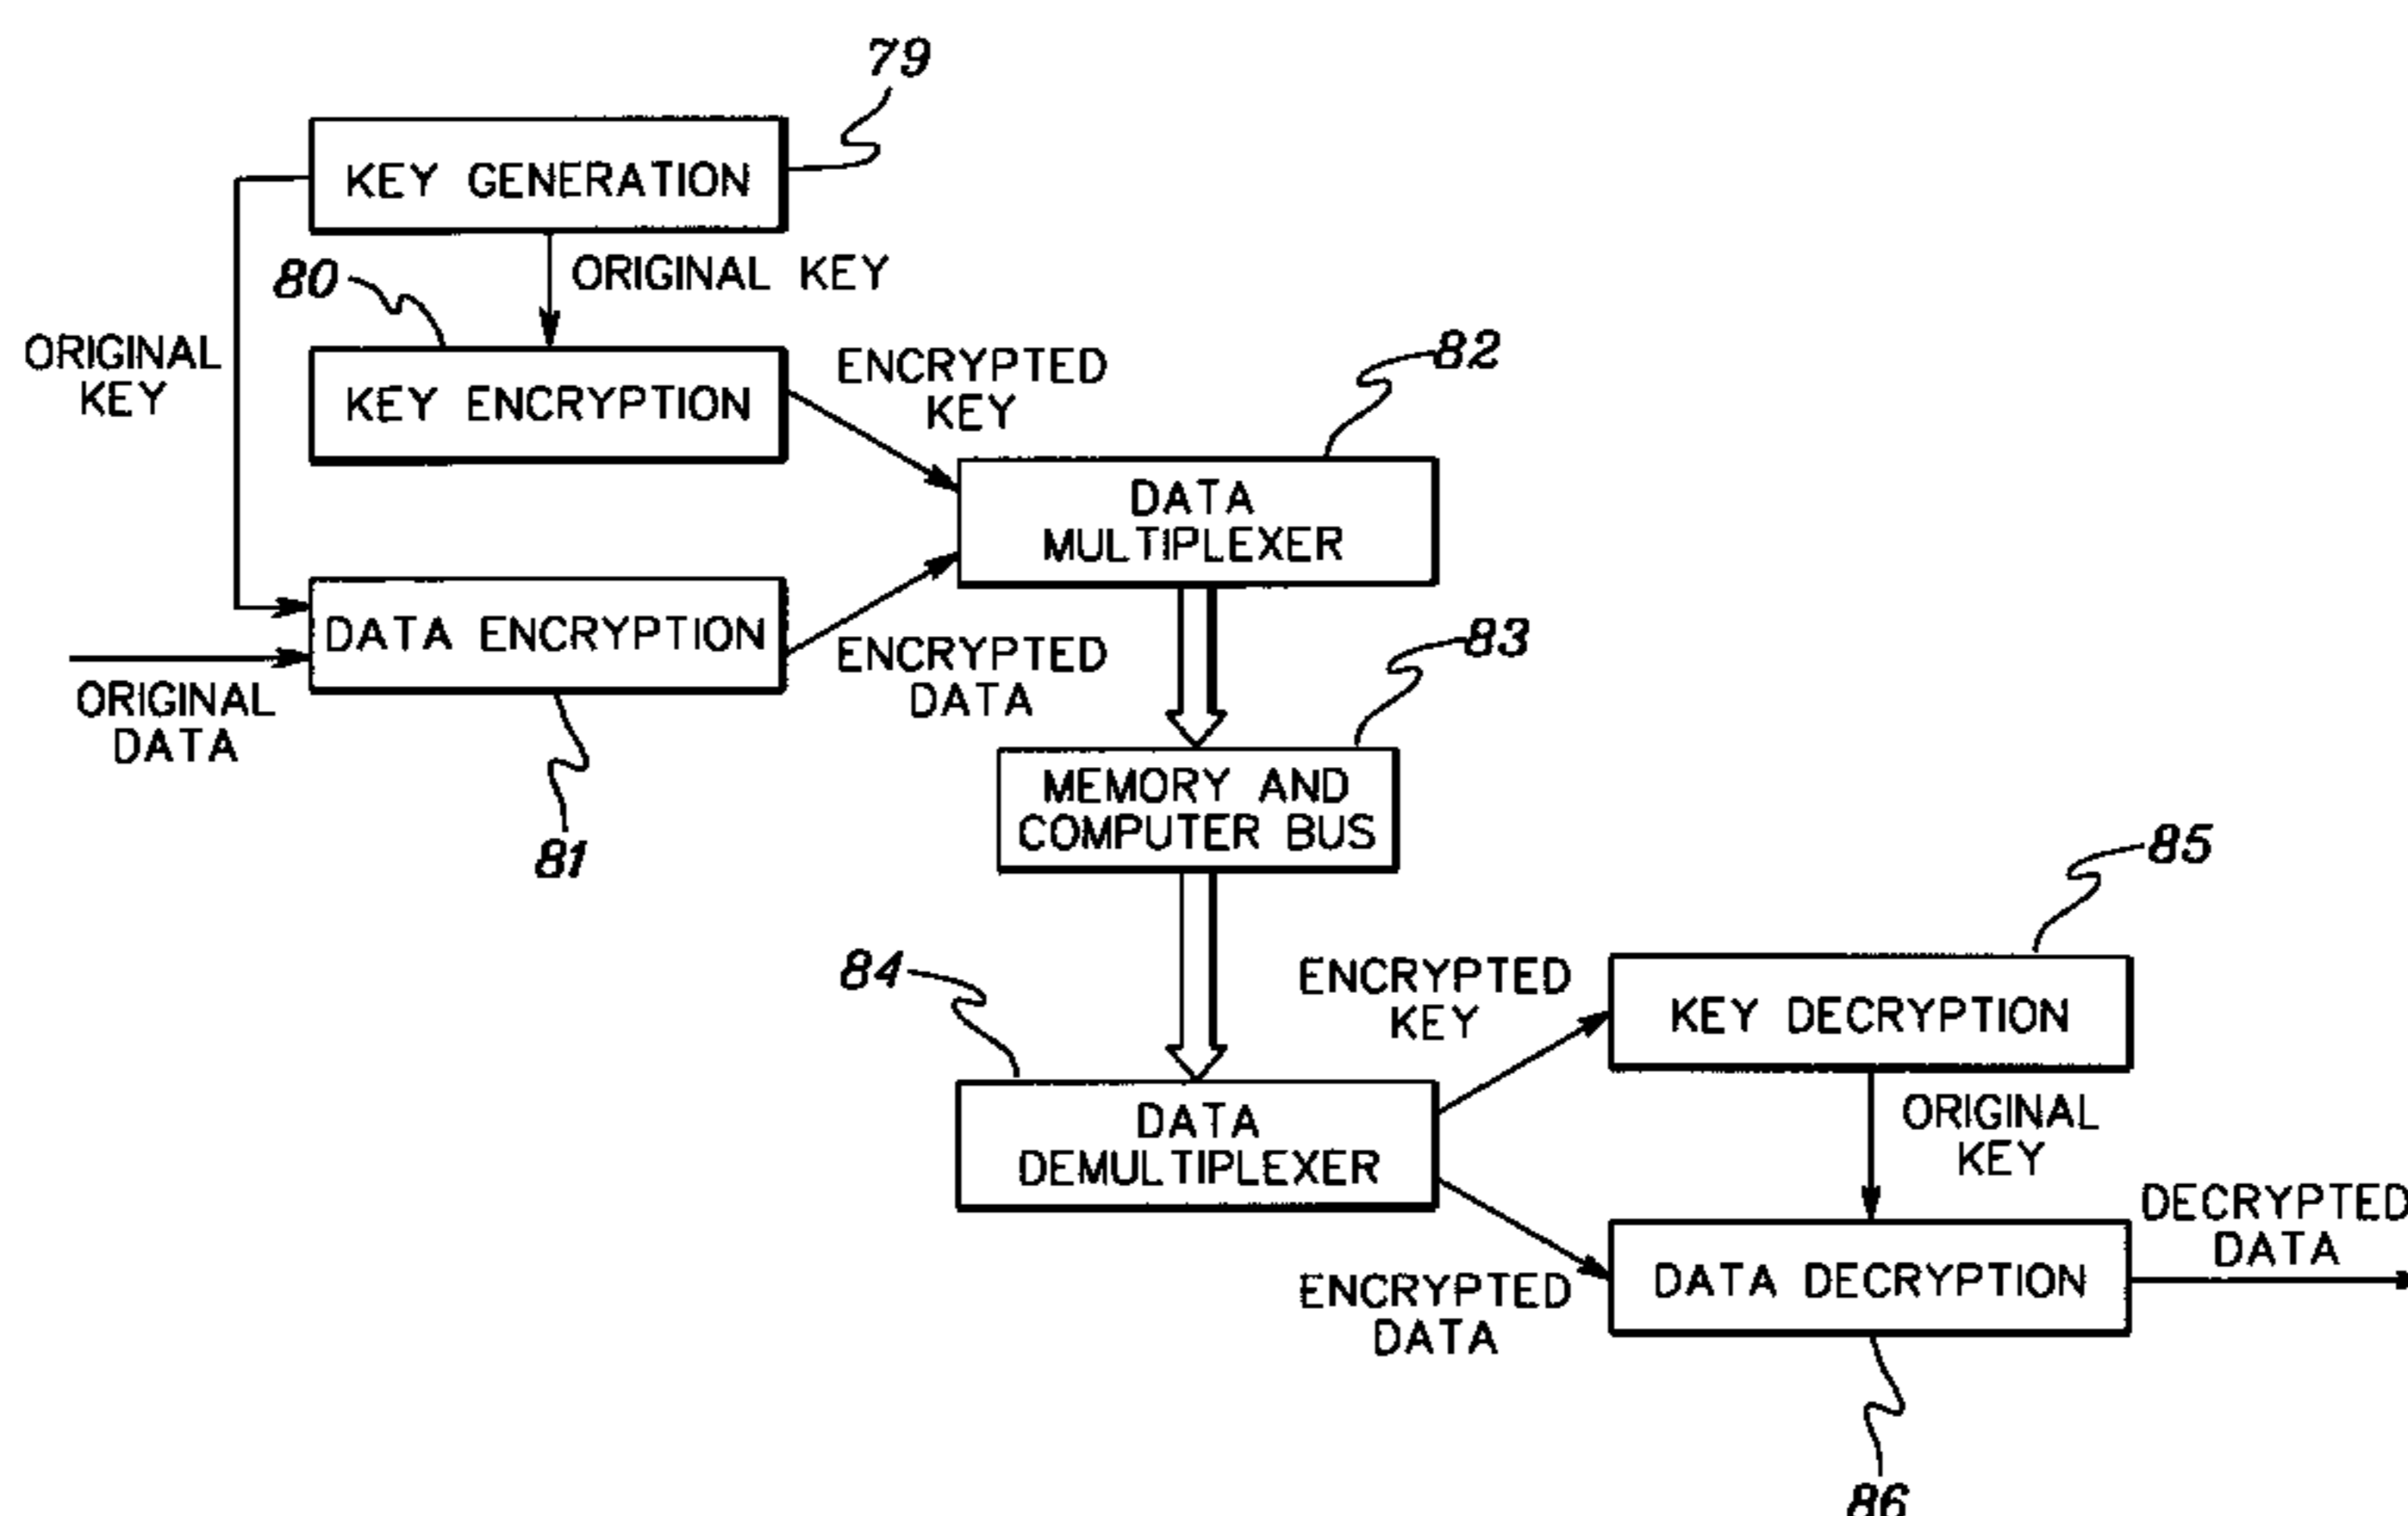 79
KEY GENERATION
ORIGINAL KEY
80
ORIGINAL
KEY
KEY ENCRYPTION
ENCRYPTED
KEY
82
DATA
MULTIPLEXER
DATA ENCRYPTION
ORIGINAL
DATA
ENCRYPTED
DATA
81
83
MEMORY AND
COMPUTER BUS
84
DATA
DEMULTIPLEXER
ENCRYPTED
KEY
85
KEY DECRYPTION
ORIGINAL
KEY
ENCRYPTED
DATA
DATA DECRYPTION
DECRYPTED
DATA
86